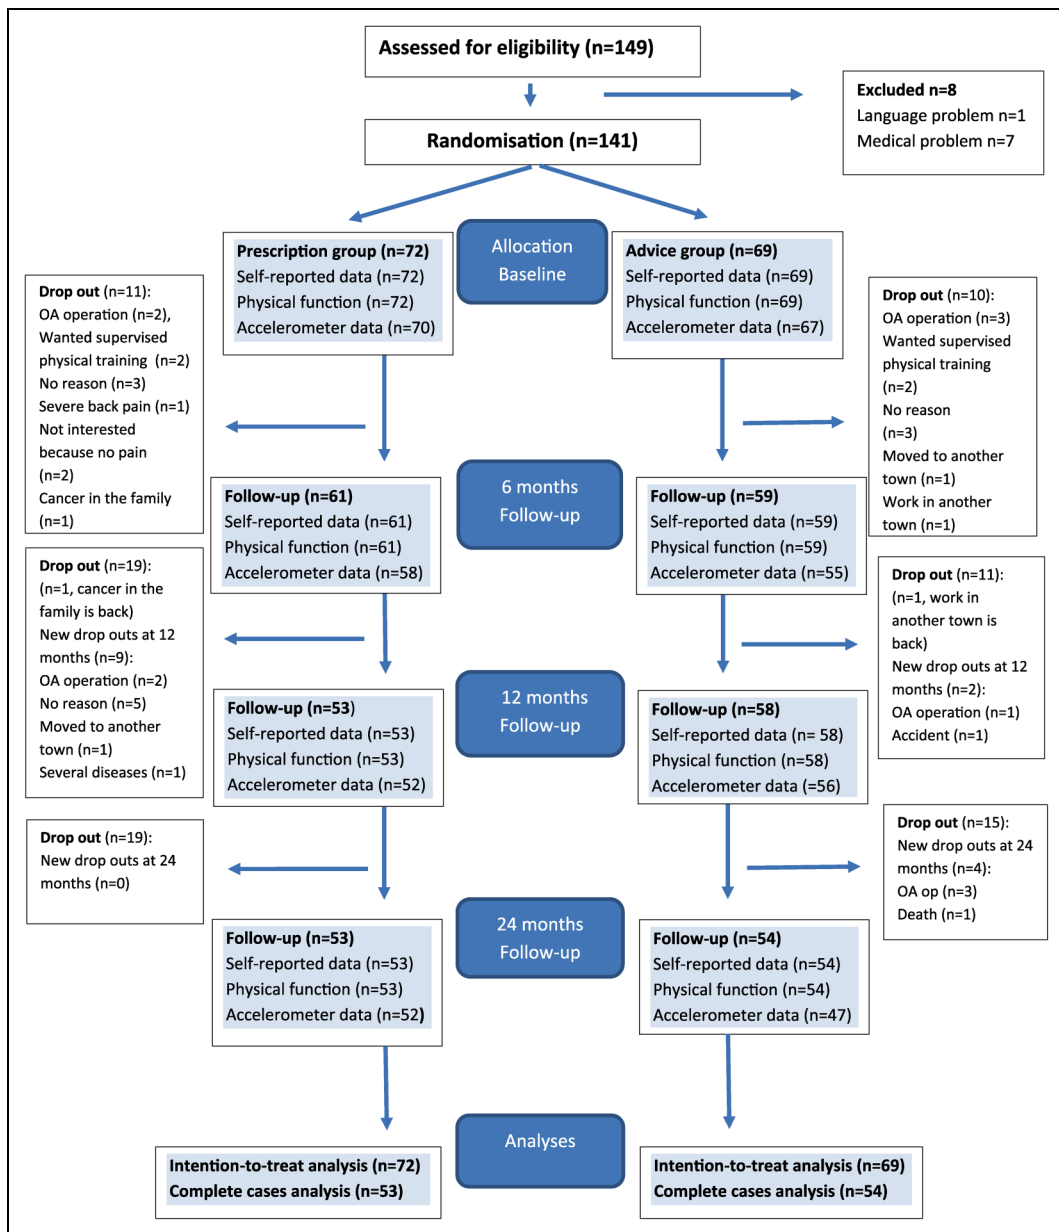 Assessed for eligibility (n=149)
Excluded n=8
Language problem n=1
Medical problem n=7
Randomisation (n=141)
Allocation
Baseline
Prescription group (n=72)
Self-reported data (n=72)
Physical function (n=72)
Accelerometer data (n=70)
Advice group (n=69)
Self-reported data (n=69)
Physical function (n=69)
Accelerometer data (n=67)
Drop out (n=11):
OA operation (n=2),
Wanted supervised
physical training (n=2)
No reason (n=3)
Severe back pain (n=1)
Not interested
because no pain
(n=2)
Cancer in the family
(n=1)
Drop out (n=10):
OA operation (n=3)
Wanted supervised
physical training
(n=2)
No reason
(n=3)
Moved to another
town (n=1)
Work in another
town (n=1)
6 months
Follow-up
Follow-up (n=61)
Self-reported data (n=61)
Physical function (n=61)
Accelerometer data (n=58)
Follow-up (n=59)
Self-reported data (n=59)
Physical function (n=59)
Accelerometer data (n=55)
Drop out (n=19):
(n=1, cancer in the
family is back)
New drop outs at 12
months (n=9):
OA operation (n=2)
No reason (n=5)
Moved to another
town (n=1)
Several diseases (n=1)
Drop out (n=11):
(n=1, work in
another town is
back)
New drop outs at 12
months (n=2):
OA operation (n=1)
Accident (n=1)
12 months
Follow-up
Follow-up (n=53)
Self-reported data (n=53)
Physical function (n=53)
Accelerometer data (n=52)
Follow-up (n=58)
Self-reported data (n= 58)
Physical function (n=58)
Accelerometer data (=56)
Drop out (n=19):
New drop outs at 24
months (n=0)
Drop out (n=15):
New drop outs at 24
months (n=4):
OA op (n=3)
Death (n=1)
24 months
Follow-up
Follow-up (n=53)
Self-reported data (n=53)
Physical function (n=53)
Accelerometer data (n=52)
Follow-up (n=54)
Self-reported data (n=54)
Physical function (n=54)
Accelerometer data (n=47)
Analyses
Intention-to-treat analysis (n=72)
Complete cases analysis (n=53)
Intention-to-treat analysis (n=69)
Complete cases analysis (n=54)